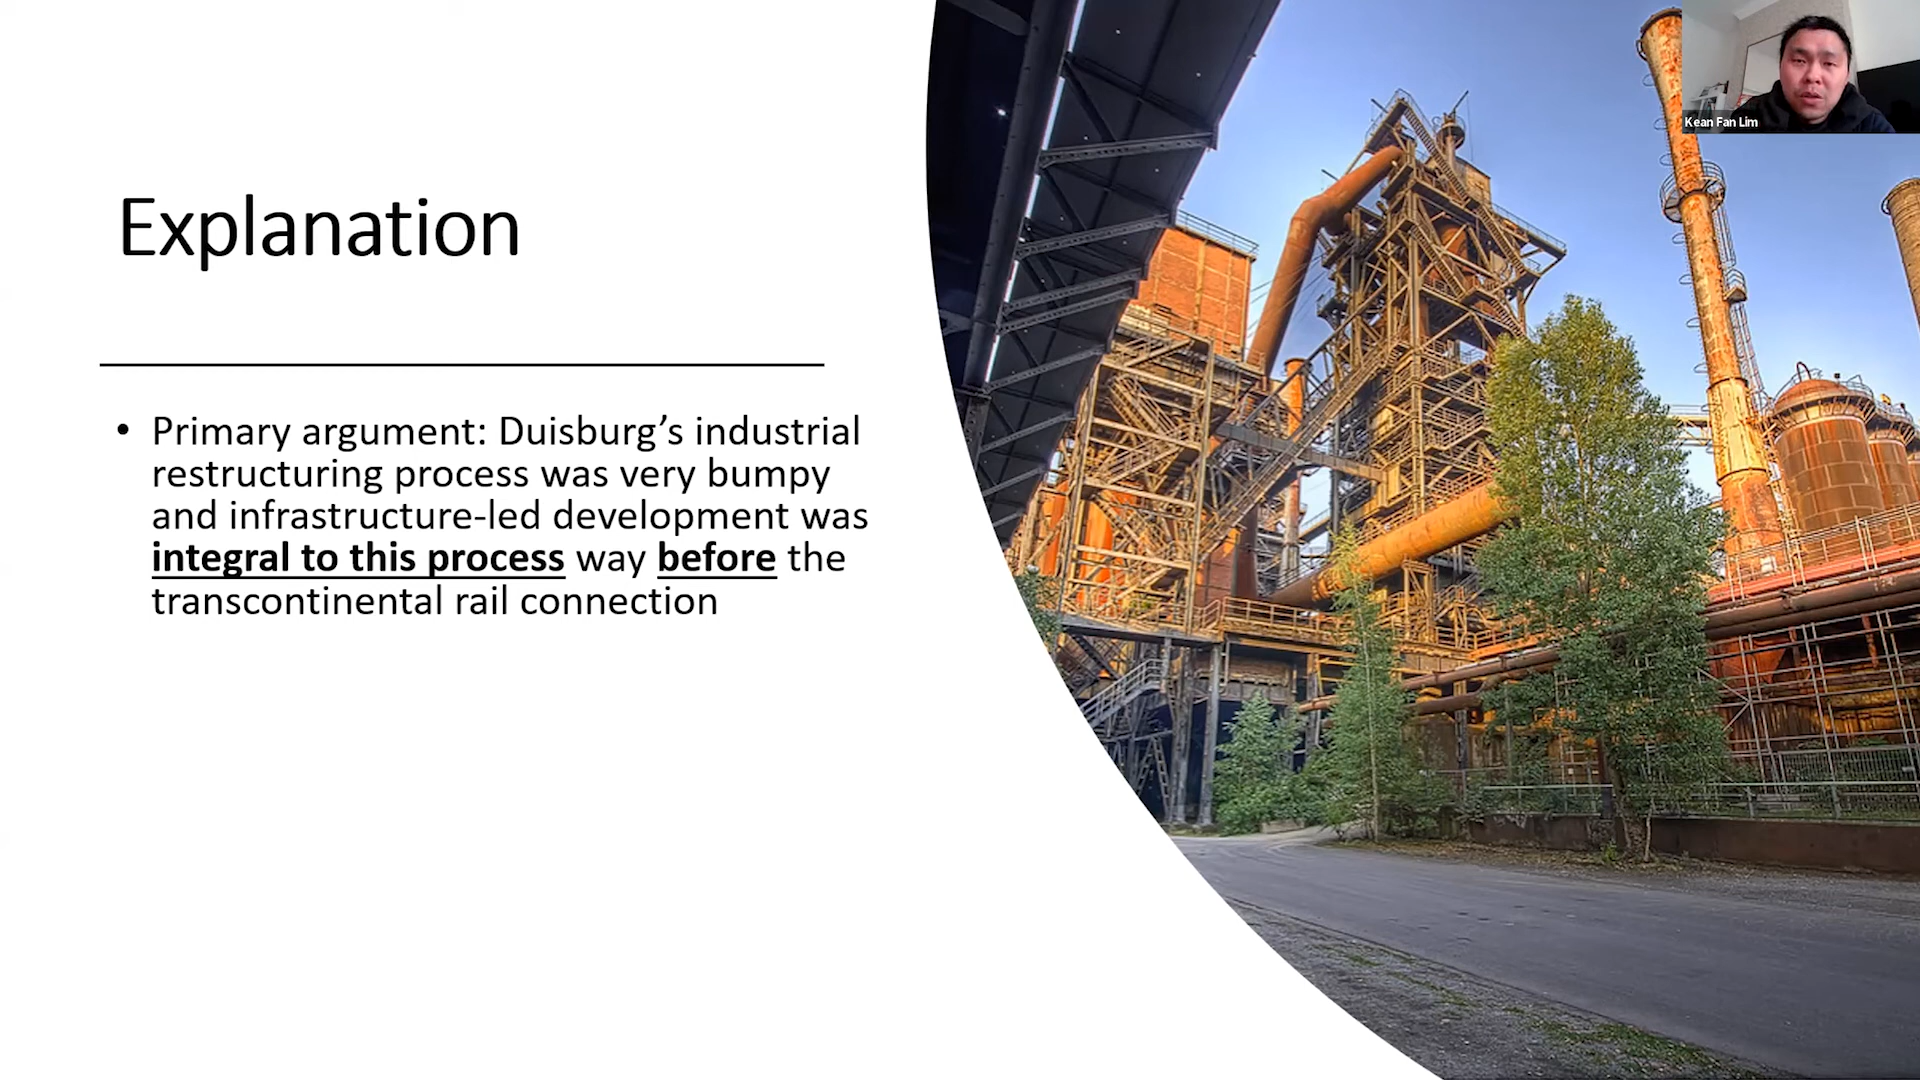 Kean Fan Lim
Explanation
• Primary argument: Duisburg’s industrial
restructuring process was very bumpy
and infrastructure-led development was
integral to this process way before the
transcontinental rail connection